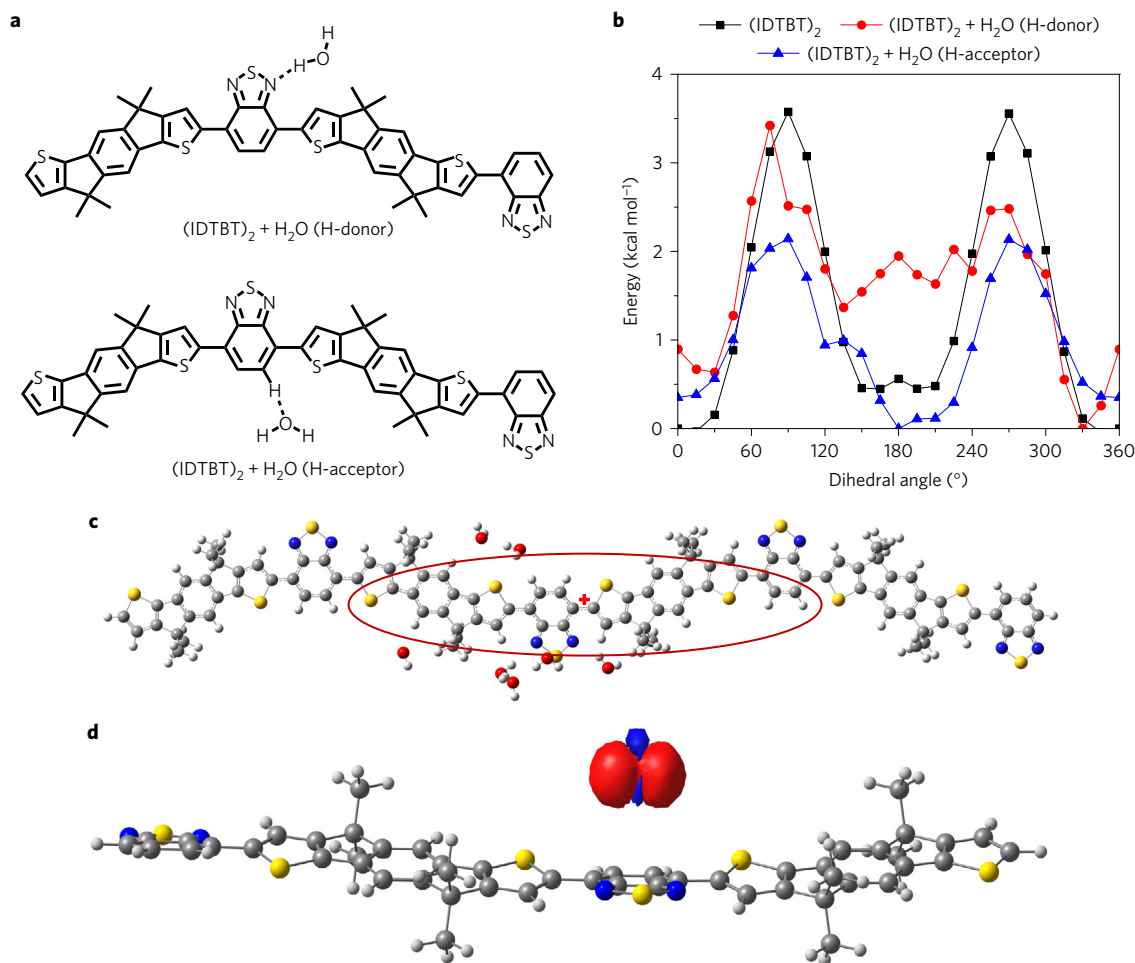 a
H
H O
S
N N
S S
S S
N N
S
(IDTBT)2 + H2O (H-donor)
S
N N
S S
S S
H
O
H H
N N
S
(IDTBT)2 + H2O (H-acceptor)
b
(IDTBT)₂ (IDTBT)₂ + H₂O (H-donor)
(IDTBT)₂ + H₂O (H-acceptor)
4
3
2
1
0
Energy (kcal mol⁻¹)
0 60 120 180 240 300 360
Dihedral angle (°)
c
+
d